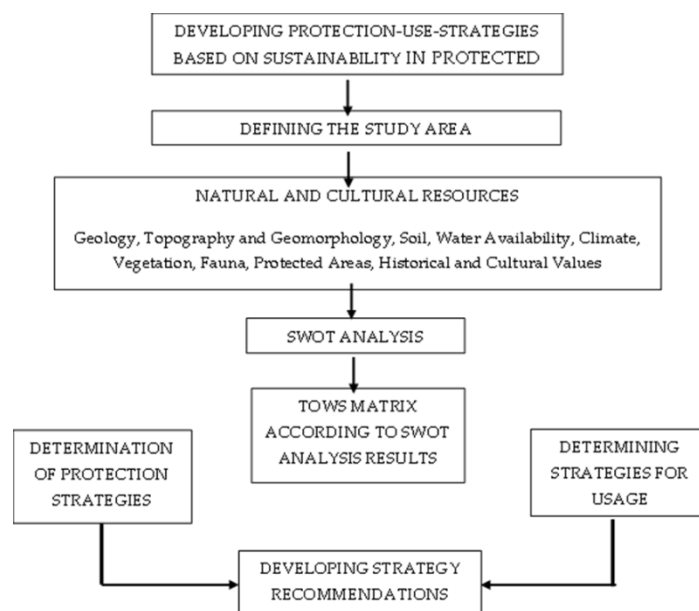 DEVELOPING PROTECTION-USE-STRATEGIES
BASED ON SUSTAINABILITY IN PROTECTED
DEFINING THE STUDY AREA
NATURAL AND CULTURAL RESOURCES
Geology, Topography and Geomorphology, Soil, Water Availability, Climate,
Vegetation, Fauna, Protected Areas, Historical and Cultural Values
SWOT ANALYSIS
TOWS MATRIX
ACCORDING TO SWOT
ANALYSIS RESULTS
DETERMINATION
OF PROTECTION
STRATEGIES
DETERMINING
STRATEGIES FOR
USAGE
DEVELOPING STRATEGY
RECOMMENDATIONS